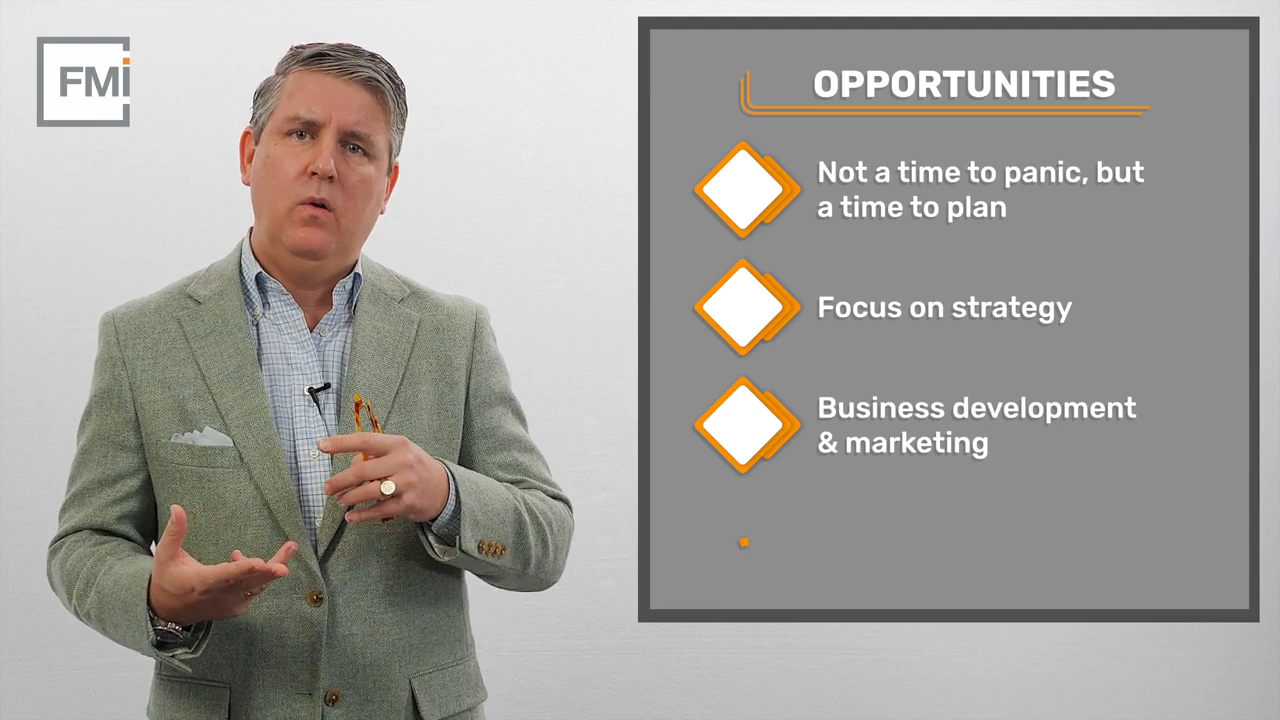 FMi
OPPORTUNITIES
Not a time to panic, but
a time to plan
Focus on strategy
Business development
& marketing